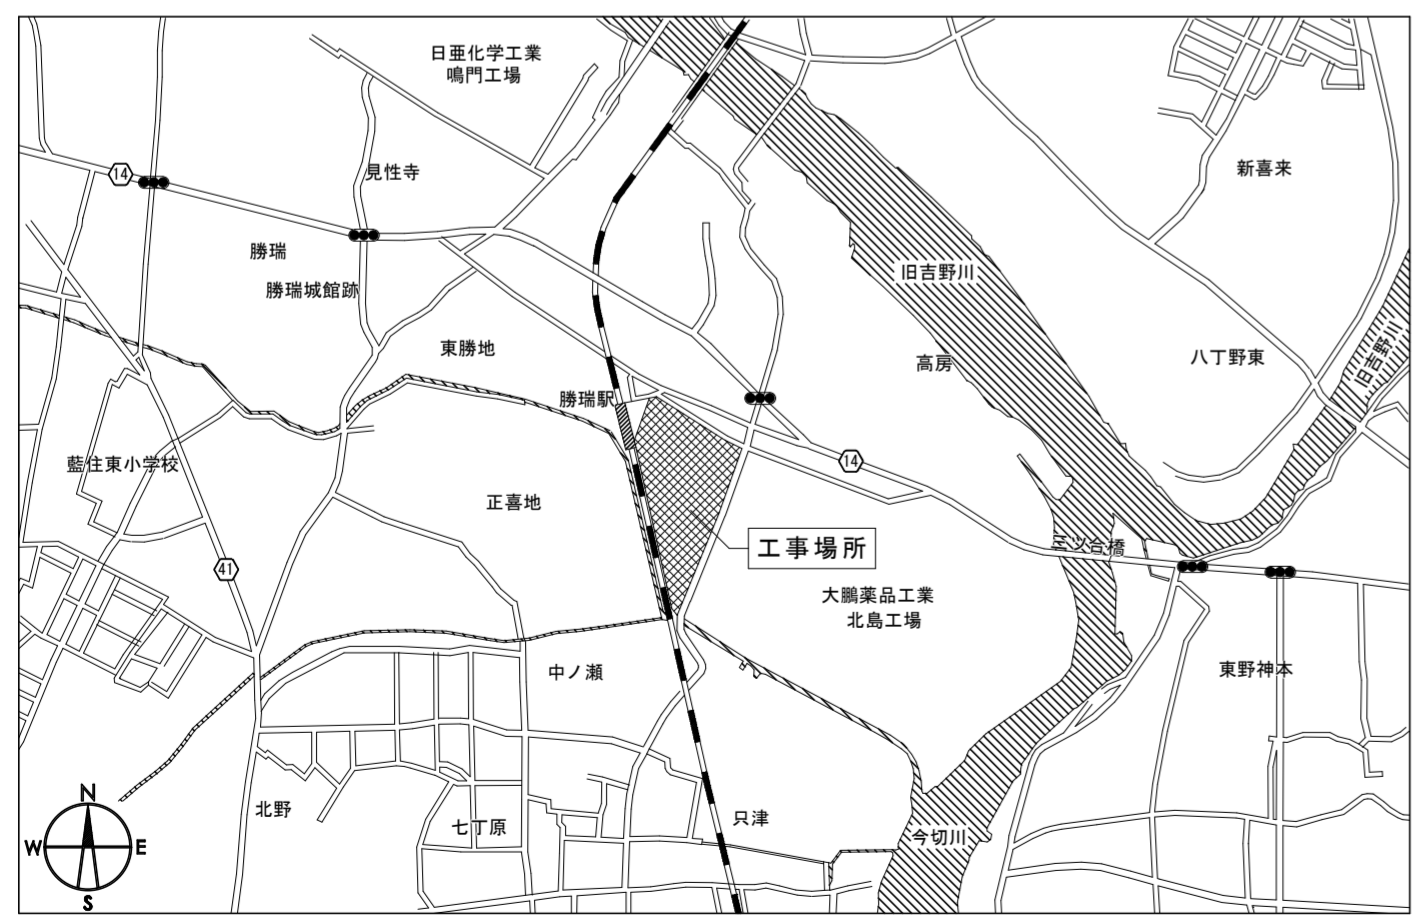 日亜化学工業
鳴門工場
14
見性寺
新喜来
勝瑞
旧吉野川
勝瑞城館跡
東勝地
高房
八丁野東
旧吉野川
勝瑞駅
藍住東小学校
14
正喜地
工事場所
三ツ合橋
41
大鵬薬品工業
北島工場
中ノ瀬
東野神本
N
W
E
S
北野
七丁原
只津
今切川